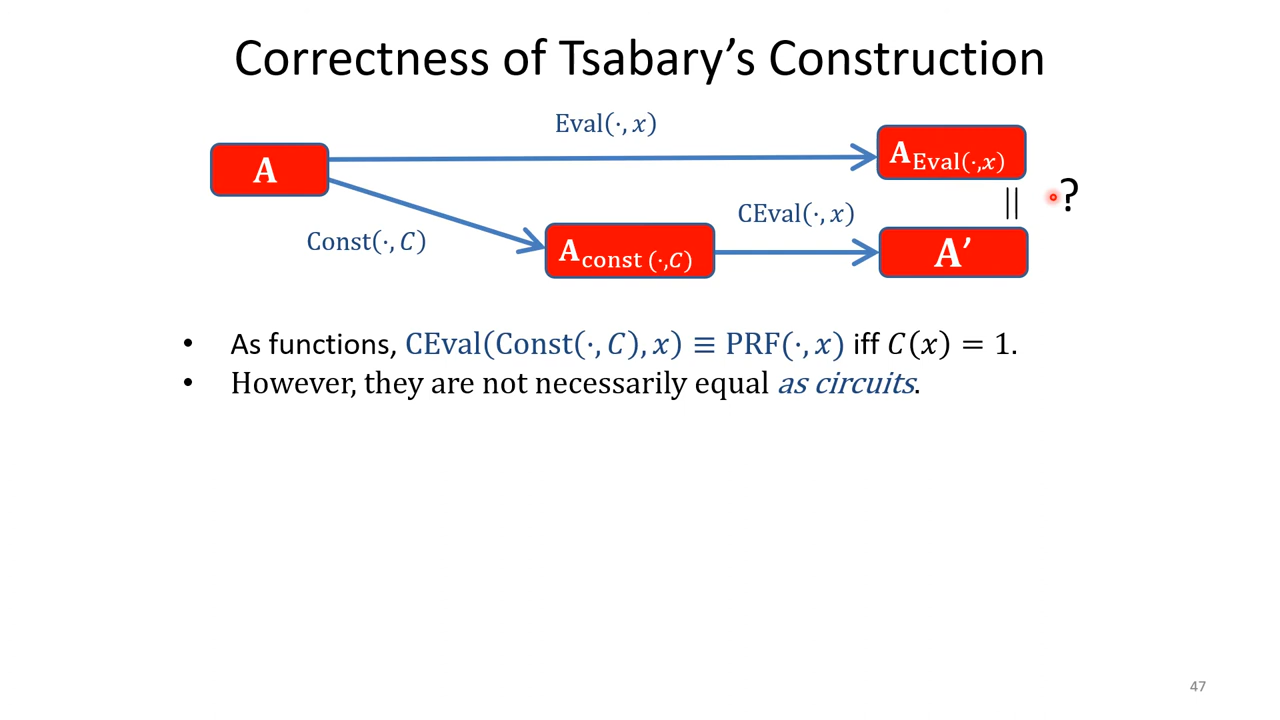 Correctness of Tsabary’s Construction
Eval(·, x)
A
A_Eval(·,x)
|| ?
CEval(·, x)
Const(·, C)
A_const (·,C)
A’
• As functions, CEval(Const(·, C), x) ≡ PRF(·, x) iff C(x) = 1.
• However, they are not necessarily equal as circuits.
47